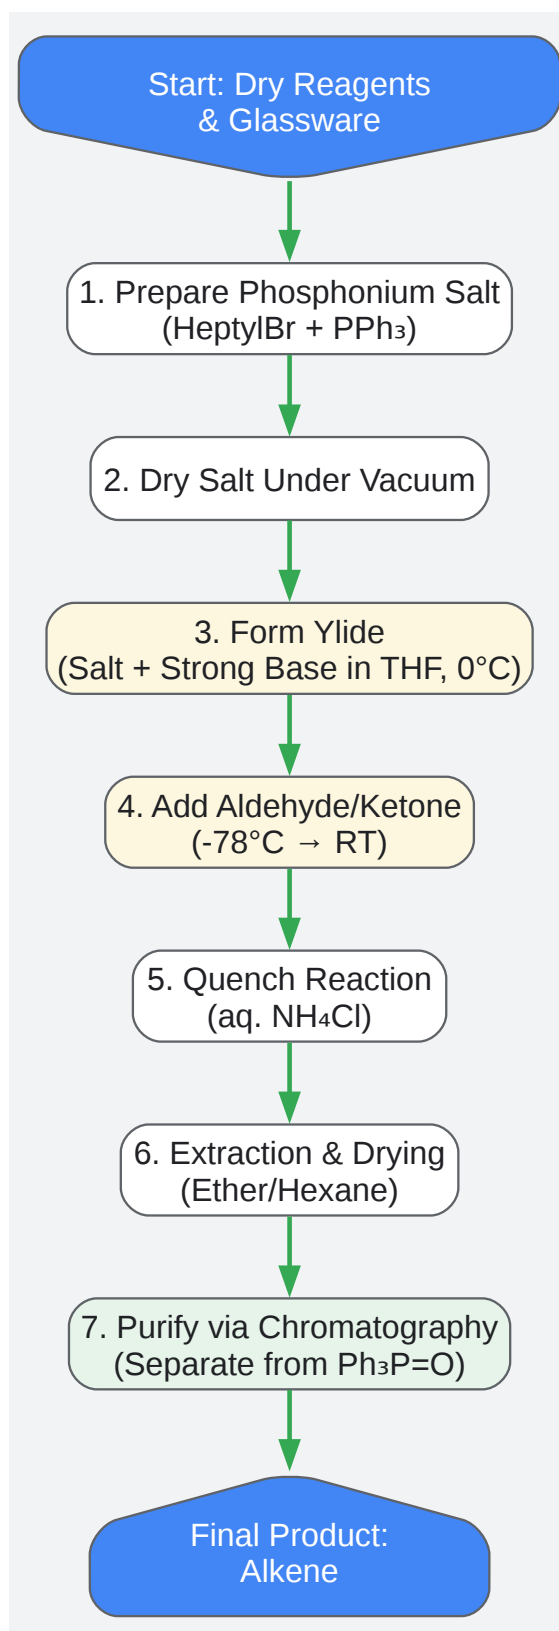 Start: Dry Reagents
& Glassware
1. Prepare Phosphonium Salt
(HeptylBr + PPh₃)
2. Dry Salt Under Vacuum
3. Form Ylide
(Salt + Strong Base in THF, 0°C)
4. Add Aldehyde/Ketone
(-78°C → RT)
5. Quench Reaction
(aq. NH₄Cl)
6. Extraction & Drying
(Ether/Hexane)
7. Purify via Chromatography
(Separate from Ph₃P=O)
Final Product:
Alkene